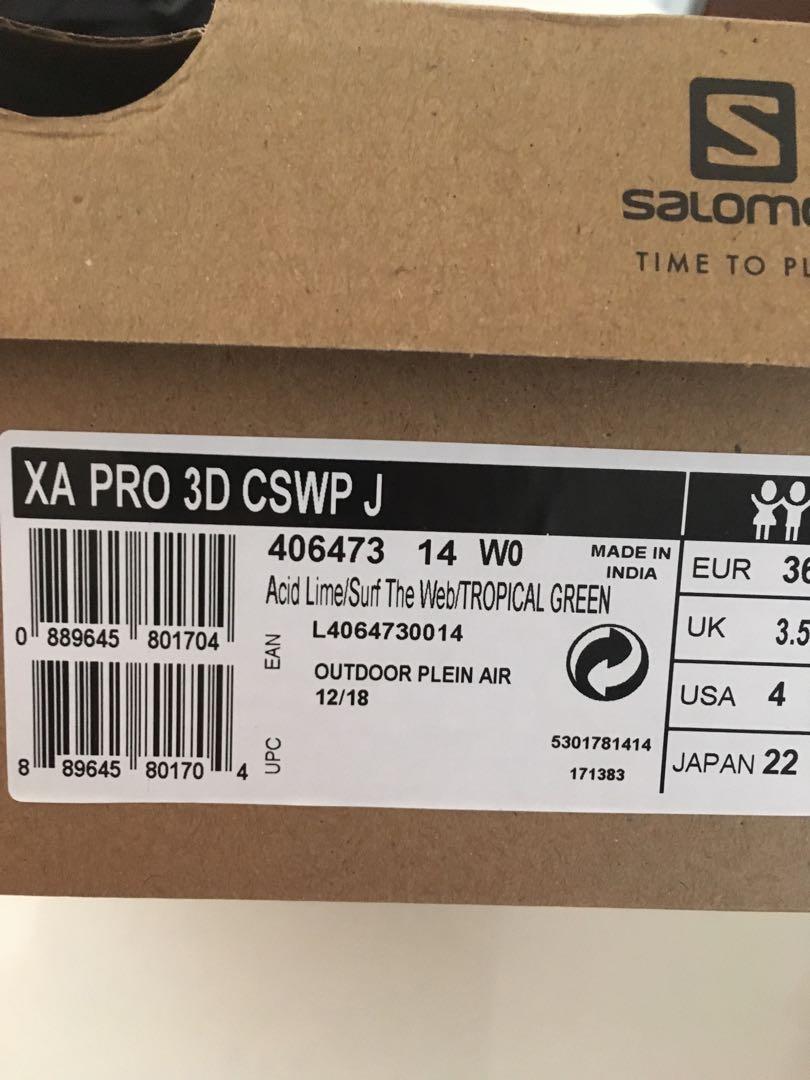 S
SALOMO
TIME TO PL
XA PRO 3D CSWP J
406473 14 W0
MADE IN
INDIA
Acid Lime/Surf The Web/TROPICAL GREEN
0 889645 801704
EAN
L4064730014
OUTDOOR PLEIN AIR
12/18
8 89645 80170 4
UPC
5301781414
171383
EUR 36
UK 3.5
USA 4
JAPAN 22